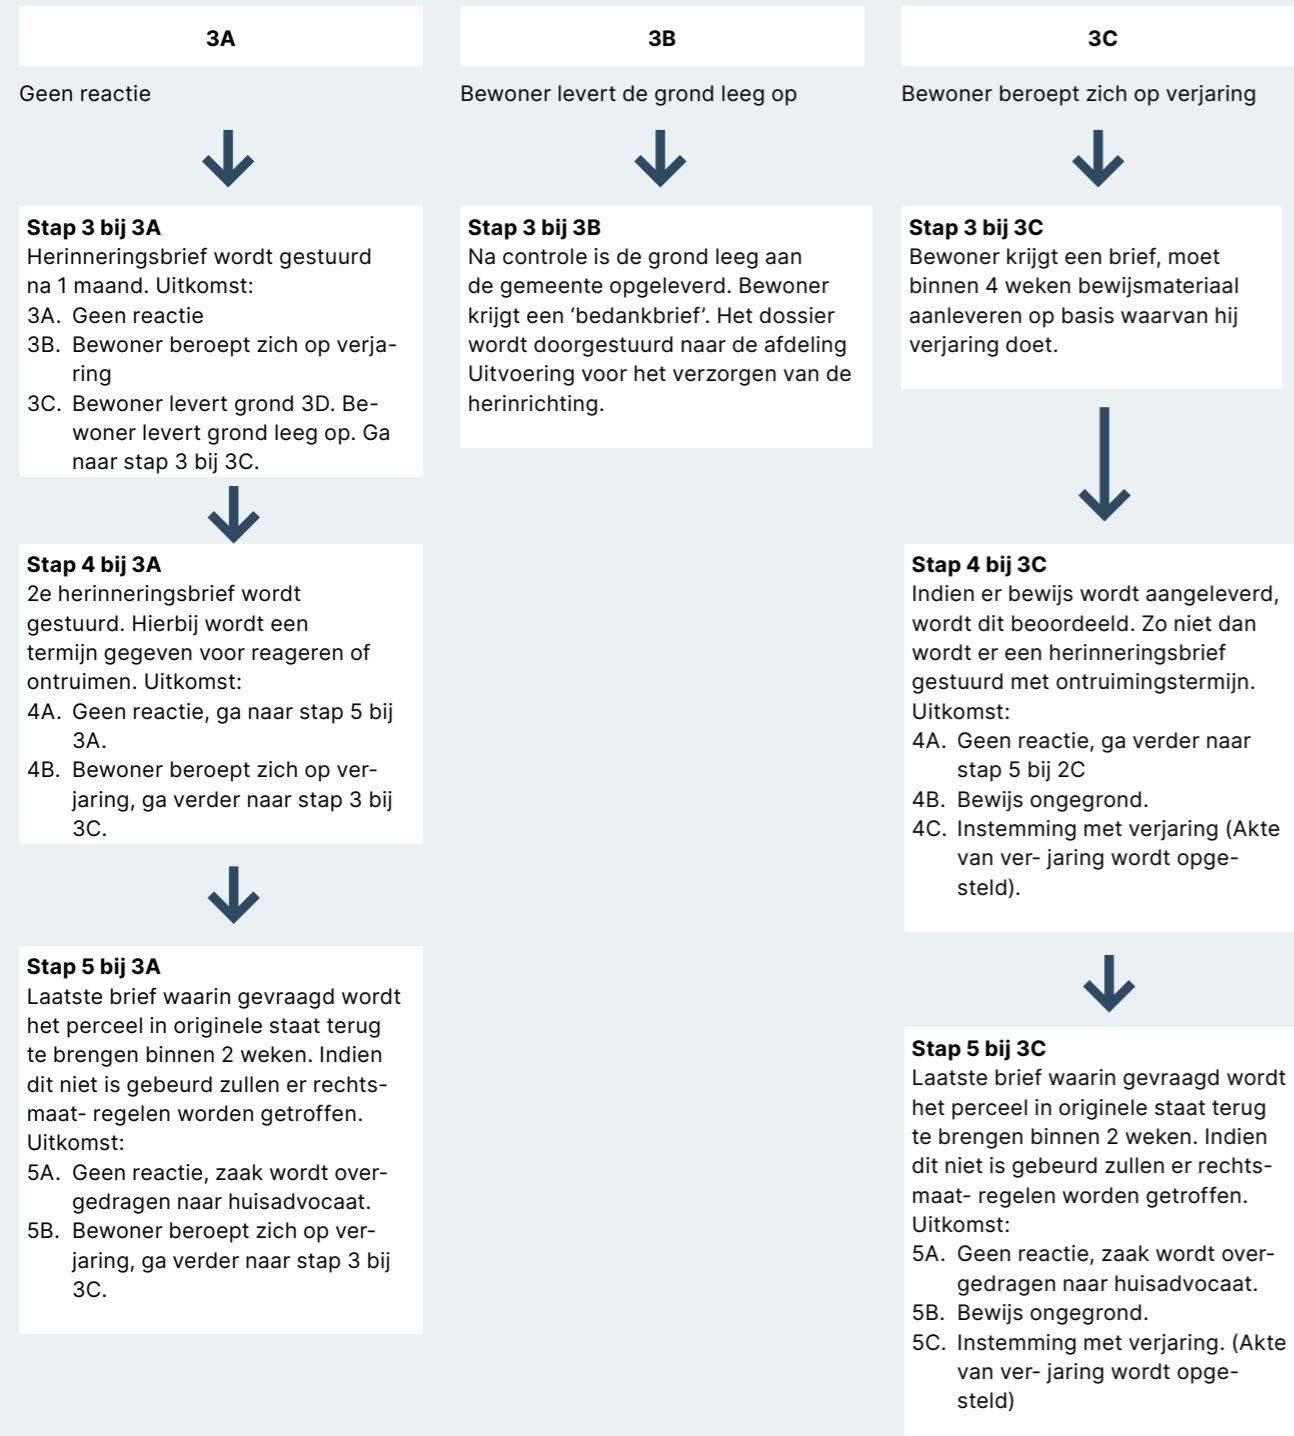 3A
Geen reactie
Stap 3 bij 3A
Herinneringsbrief wordt gestuurd
na 1 maand. Uitkomst:
3A. Geen reactie
3B. Bewoner beroept zich op verja-
ring
3C. Bewoner levert grond 3D. Be-
woner levert grond leeg op. Ga
naar stap 3 bij 3C.
Stap 4 bij 3A
2e herinneringsbrief wordt
gestuurd. Hierbij wordt een
termijn gegeven voor reageren of
ontruimen. Uitkomst:
4A. Geen reactie, ga naar stap 5 bij
3A.
4B. Bewoner beroept zich op ver-
jaring, ga verder naar stap 3 bij
3C.
Stap 5 bij 3A
Laatste brief waarin gevraagd wordt
het perceel in originele staat terug
te brengen binnen 2 weken. Indien
dit niet is gebeurd zullen er rechts-
maat- regelen worden getroffen.
Uitkomst:
5A. Geen reactie, zaak wordt over-
gedragen naar huisadvocaat.
5B. Bewoner beroept zich op ver-
jaring, ga verder naar stap 3 bij
3C.
3B
Bewoner levert de grond leeg op
Stap 3 bij 3B
Na controle is de grond leeg aan
de gemeente opgeleverd. Bewoner
krijgt een ‘bedankbrief’. Het dossier
wordt doorgestuurd naar de afdeling
Uitvoering voor het verzorgen van de
herinrichting.
3C
Bewoner beroept zich op verjaring
Stap 3 bij 3C
Bewoner krijgt een brief, moet
binnen 4 weken bewijsmateriaal
aanleveren op basis waarvan hij
verjaring doet.
Stap 4 bij 3C
Indien er bewijs wordt aangeleverd,
wordt dit beoordeeld. Zo niet dan
wordt er een herinneringsbrief
gestuurd met ontruimingstermijn.
Uitkomst:
4A. Geen reactie, ga verder naar
stap 5 bij 2C
4B. Bewijs ongegrond.
4C. Instemming met verjaring (Akte
van ver- jaring wordt opge-
steld).
Stap 5 bij 3C
Laatste brief waarin gevraagd wordt
het perceel in originele staat terug
te brengen binnen 2 weken. Indien
dit niet is gebeurd zullen er rechts-
maat- regelen worden getroffen.
Uitkomst:
5A. Geen reactie, zaak wordt over-
gedragen naar huisadvocaat.
5B. Bewijs ongegrond.
5C. Instemming met verjaring. (Akte
van ver- jaring wordt opge-
steld)